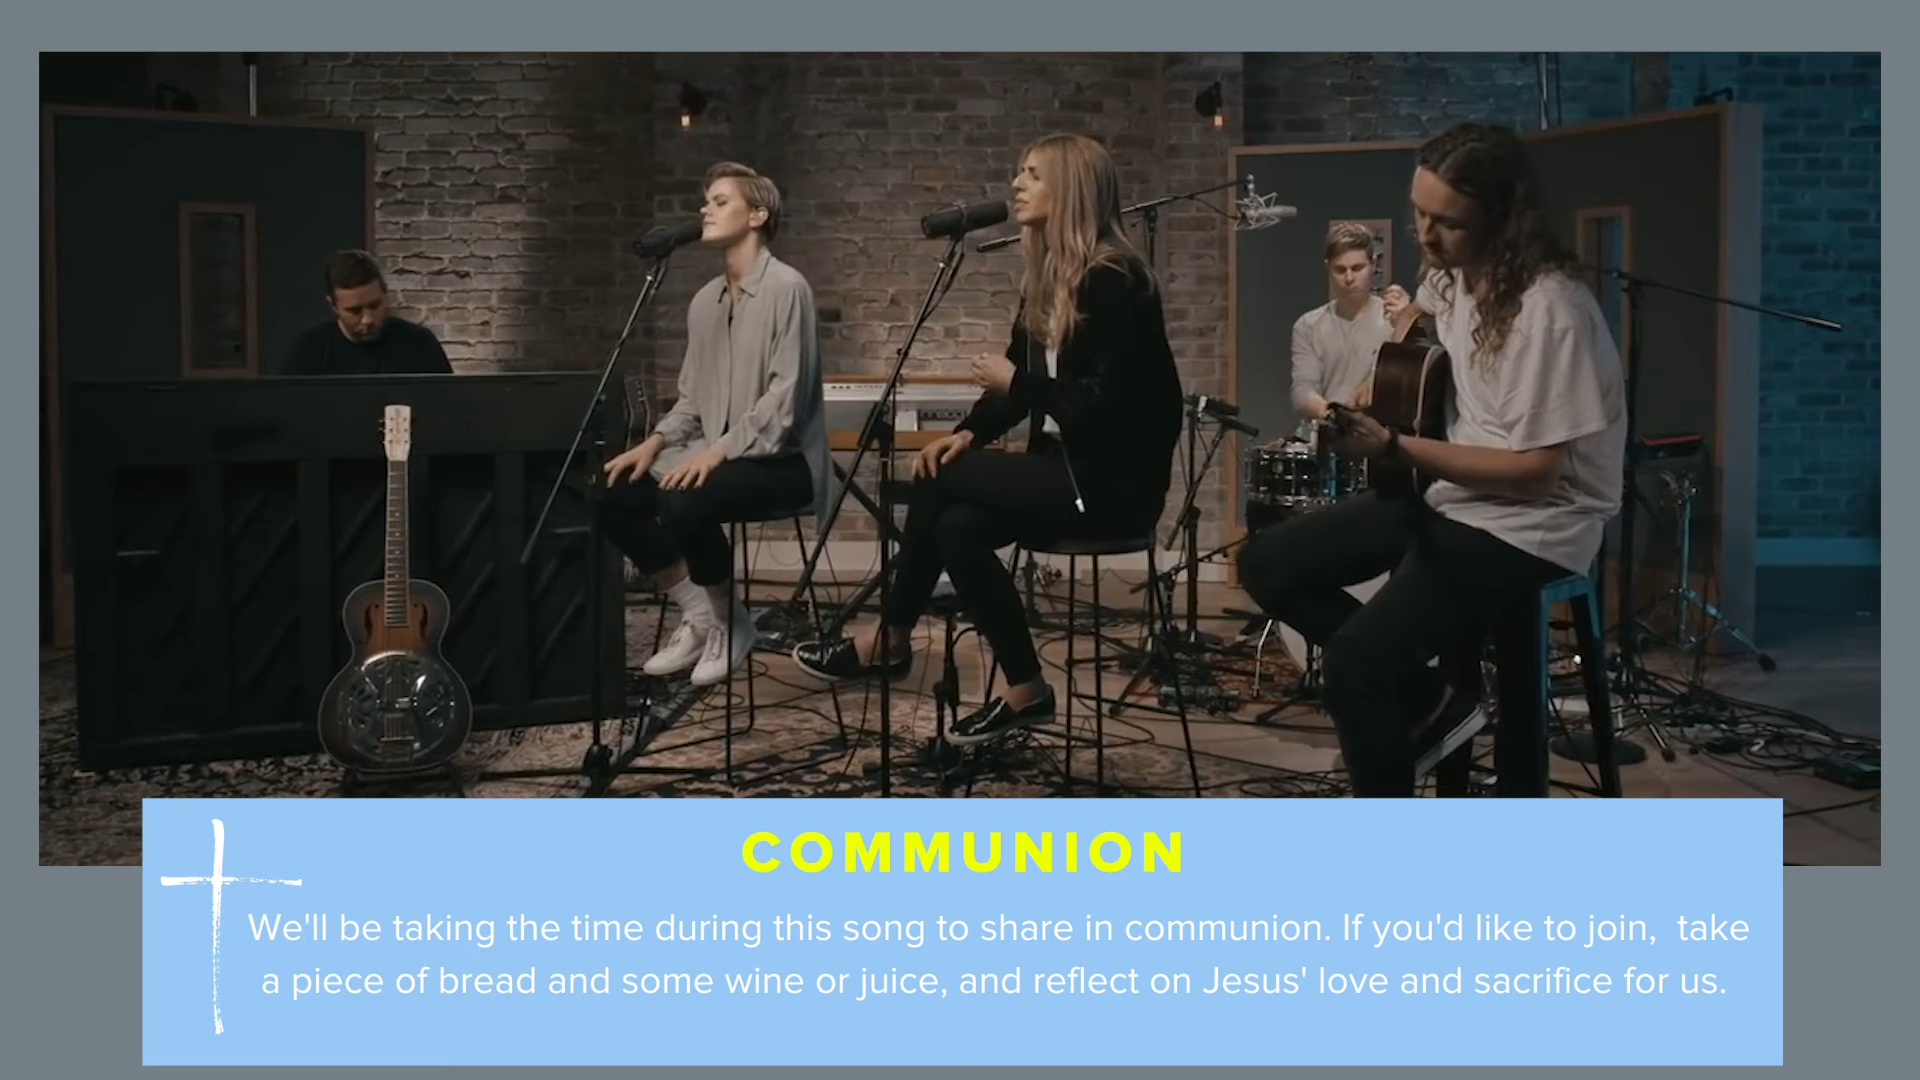 COMMUNION
We'll be taking the time during this song to share in communion. If you'd like to join,  take
a piece of bread and some wine or juice, and reflect on Jesus' love and sacrifice for us.